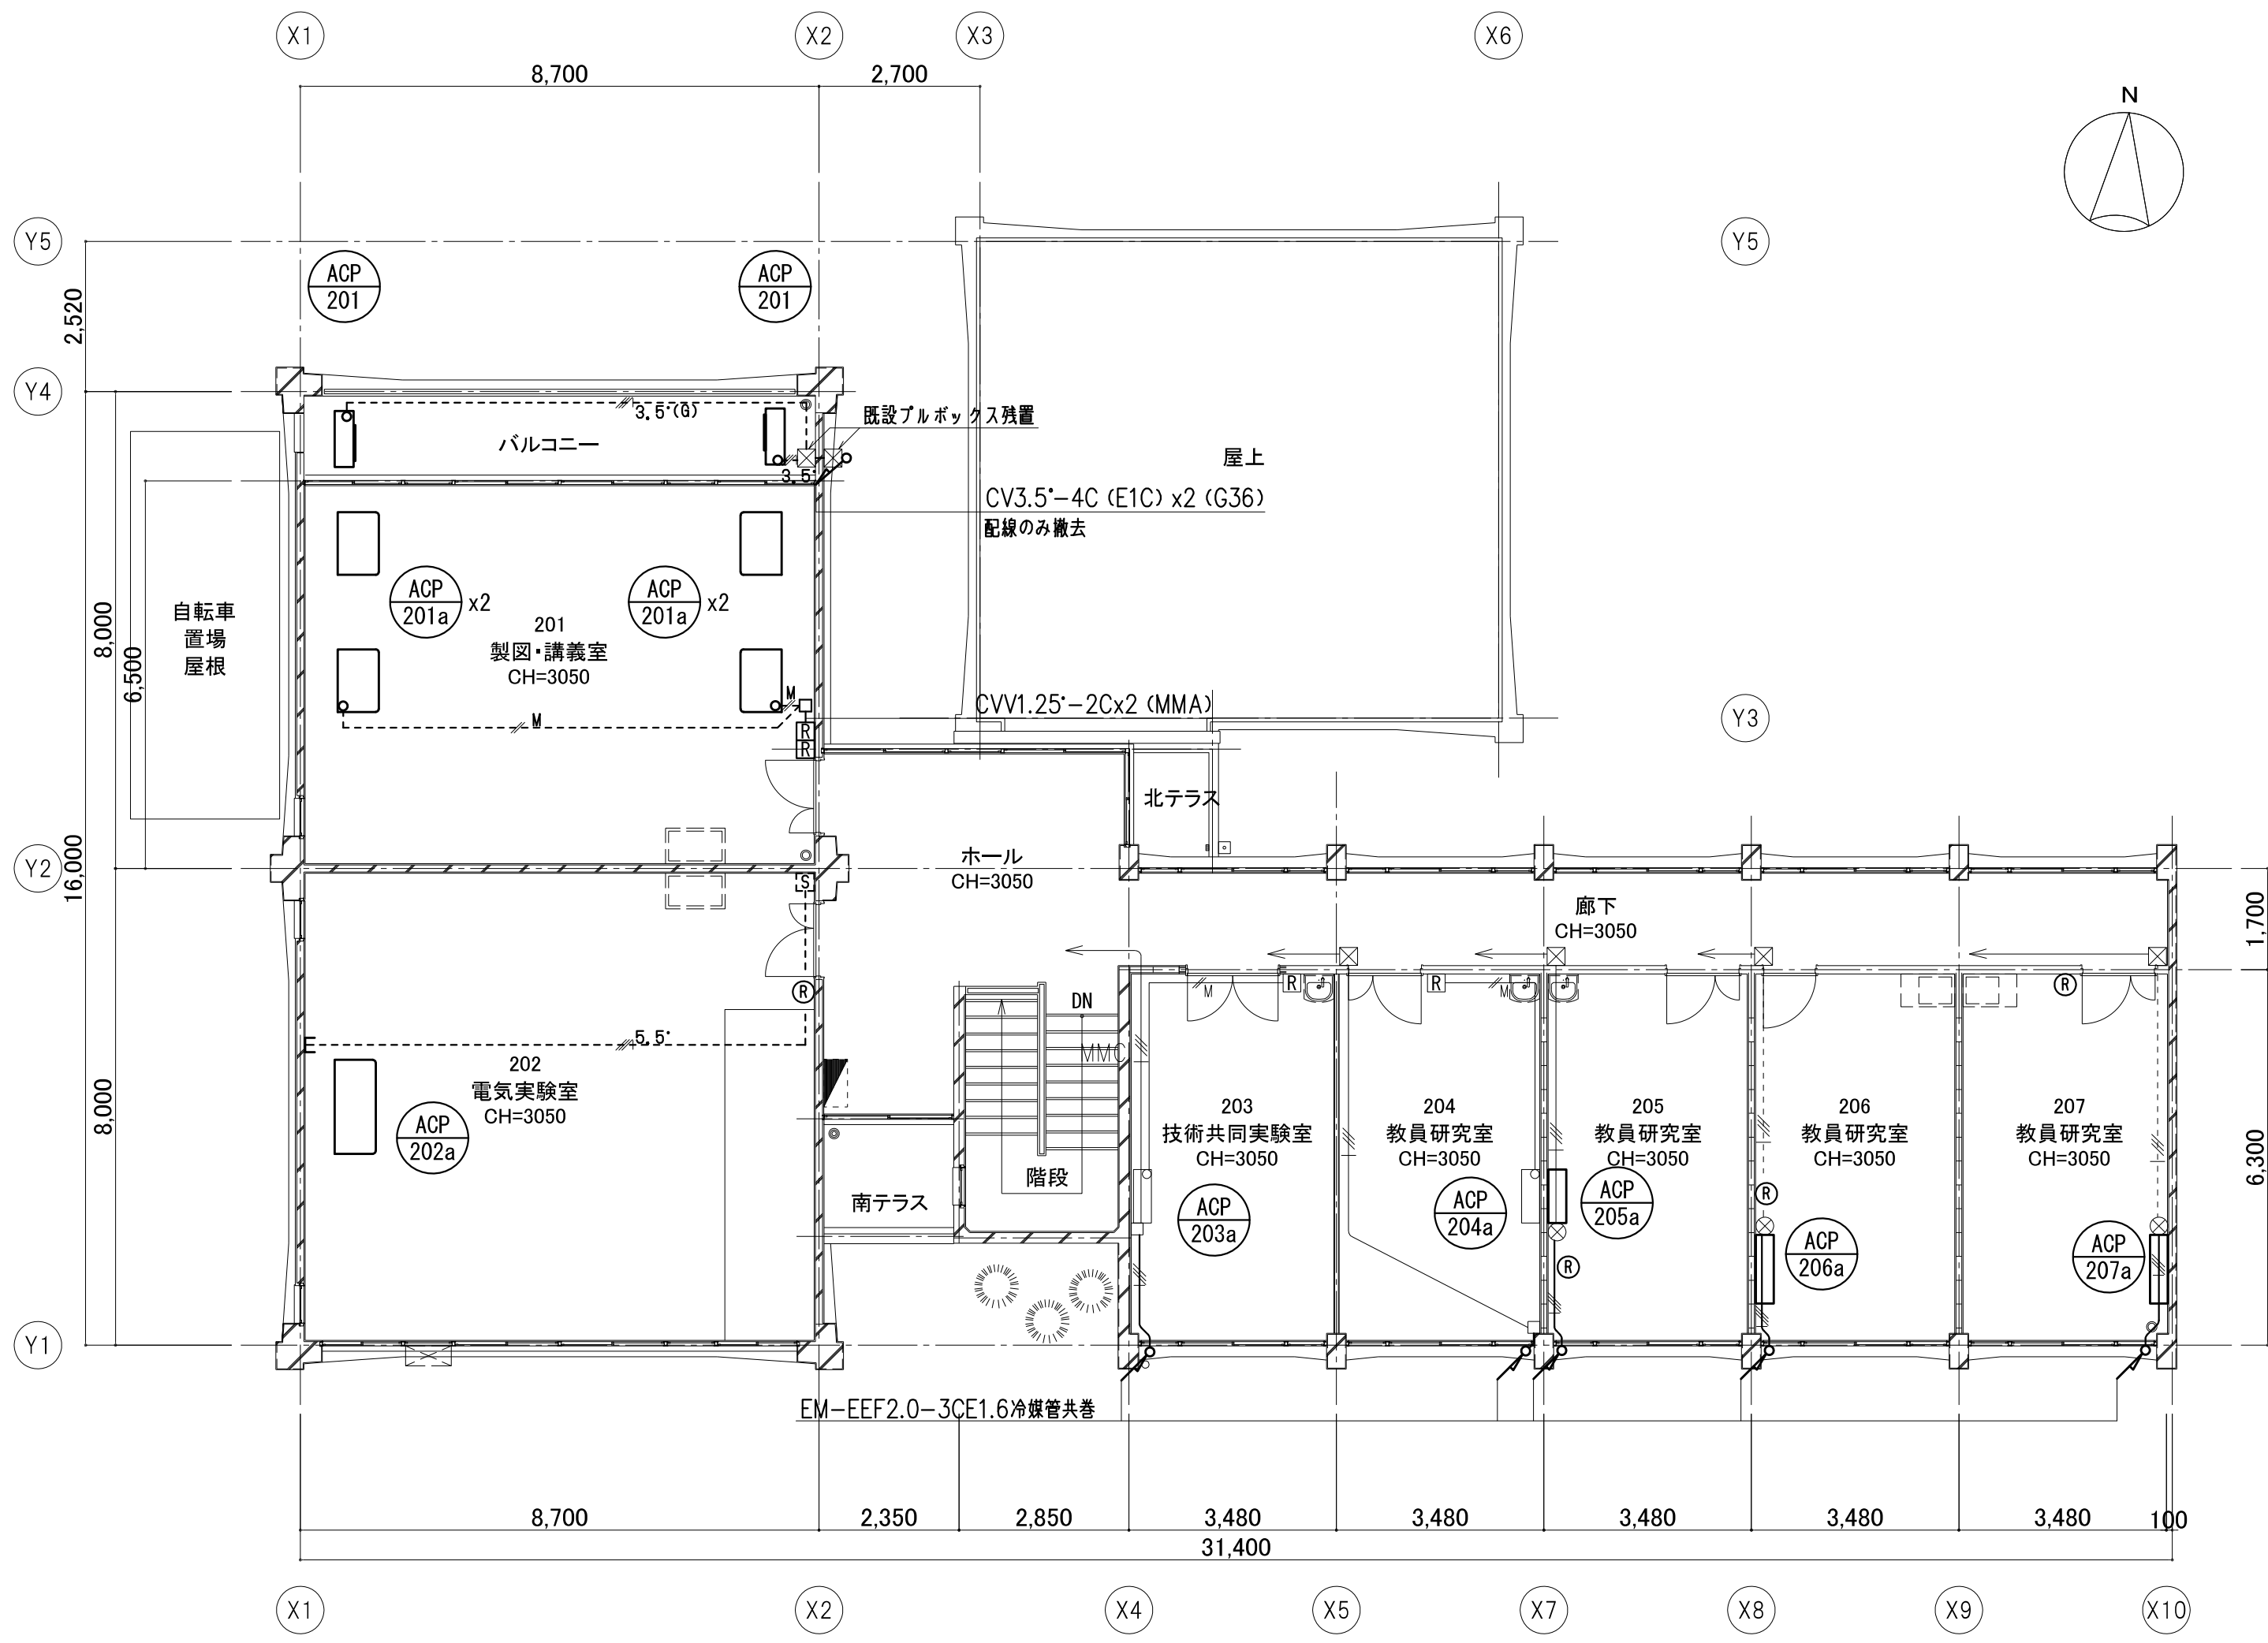 X1
X2
X3
X6
8,700
2,700
N
Y5
Y5
ACP
201
ACP
201
2,520
Y4
3.5°(G)
既設プルボックス残置
バルコニー
3.5°
屋上
CV3.5°-4C (E1C) x2 (G36)
配線のみ撤去
8,000
6,500
自転車
置場
屋根
ACP
201a
x2
ACP
201a
x2
201
製図・講義室
CH=3050
M
M
CVV1.25°-2Cx2 (MMA)
Y3
R
R
北テラス
16,000
Y2
ホール
CH=3050
S
廊下
CH=3050
1,700
R
M
R
R
M
R
DN
MMC
5.5°
E
202
電気実験室
CH=3050
ACP
202a
8,000
203
技術共同実験室
CH=3050
204
教員研究室
CH=3050
205
教員研究室
CH=3050
206
教員研究室
CH=3050
207
教員研究室
CH=3050
6,300
階段
南テラス
ACP
203a
ACP
204a
ACP
205a
R
R
ACP
206a
ACP
207a
Y1
EM-EEF2.0-3CE1.6冷媒管共巻
8,700
2,350
2,850
3,480
3,480
3,480
3,480
3,480
100
31,400
X1
X2
X4
X5
X7
X8
X9
X10